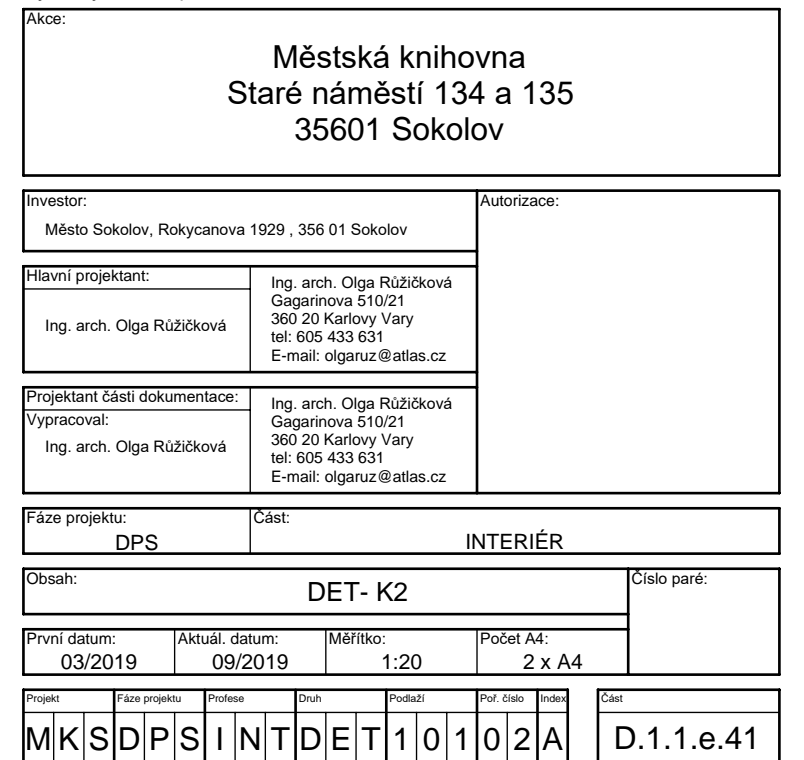 Akce:
Městská knihovna
Staré náměstí 134 a 135
35601 Sokolov
Investor:
Město Sokolov, Rokycanova 1929 , 356 01 Sokolov
Autorizace:
Hlavní projektant:
Ing. arch. Olga Růžičková
Ing. arch. Olga Růžičková
Gagarinova 510/21
360 20 Karlovy Vary
tel: 605 433 631
E-mail: olgaruz@atlas.cz
Projektant části dokumentace:
Vypracoval:
Ing. arch. Olga Růžičková
Ing. arch. Olga Růžičková
Gagarinova 510/21
360 20 Karlovy Vary
tel: 605 433 631
E-mail: olgaruz@atlas.cz
Fáze projektu:
DPS
Část:
INTERIÉR
Obsah:
DET- K2
Číslo paré:
První datum:
03/2019
Aktuál. datum:
09/2019
Měřítko:
1:20
Počet A4:
2 x A4
Projekt Fáze projektu Profese Druh Podlaží Poř. číslo Index
M K S D P S I N T D E T 1 0 1 0 2 A
Část
D.1.1.e.41